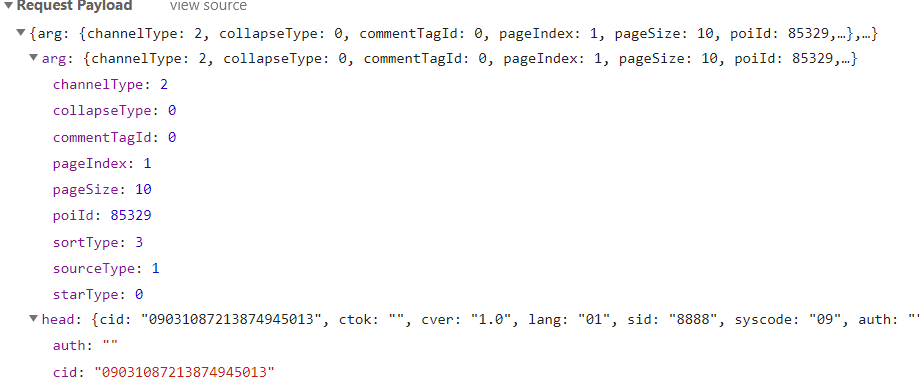 Request Payload view source
{arg: {channelType: 2, collapseType: 0, commentTagId: 0, pageIndex: 1, pageSize: 10, poiId: 85329,…},…}
arg: {channelType: 2, collapseType: 0, commentTagId: 0, pageIndex: 1, pageSize: 10, poiId: 85329,…}
channelType: 2
collapseType: 0
commentTagId: 0
pageIndex: 1
pageSize: 10
poiId: 85329
sortType: 3
sourceType: 1
starType: 0
head: {cid: "09031087213874945013", ctok: "", cver: "1.0", lang: "01", sid: "8888", syscode: "09", auth: "
auth: ""
cid: "09031087213874945013"